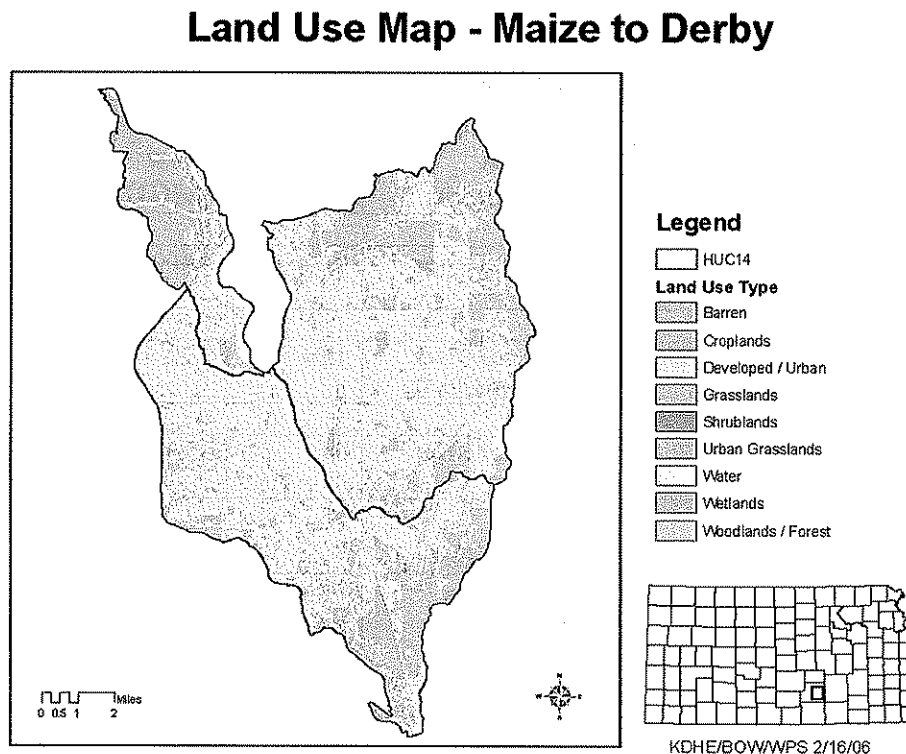 Land Use Map - Maize to Derby
Legend
HUC14
Land Use Type
Barren
Croplands
Developed / Urban
Grasslands
Shrublands
Urban Grasslands
Water
Wetlands
Woodlands / Forest
N
W E
S
Miles
0 0.5 1 2
KDHE/BOW/WPS 2/16/06